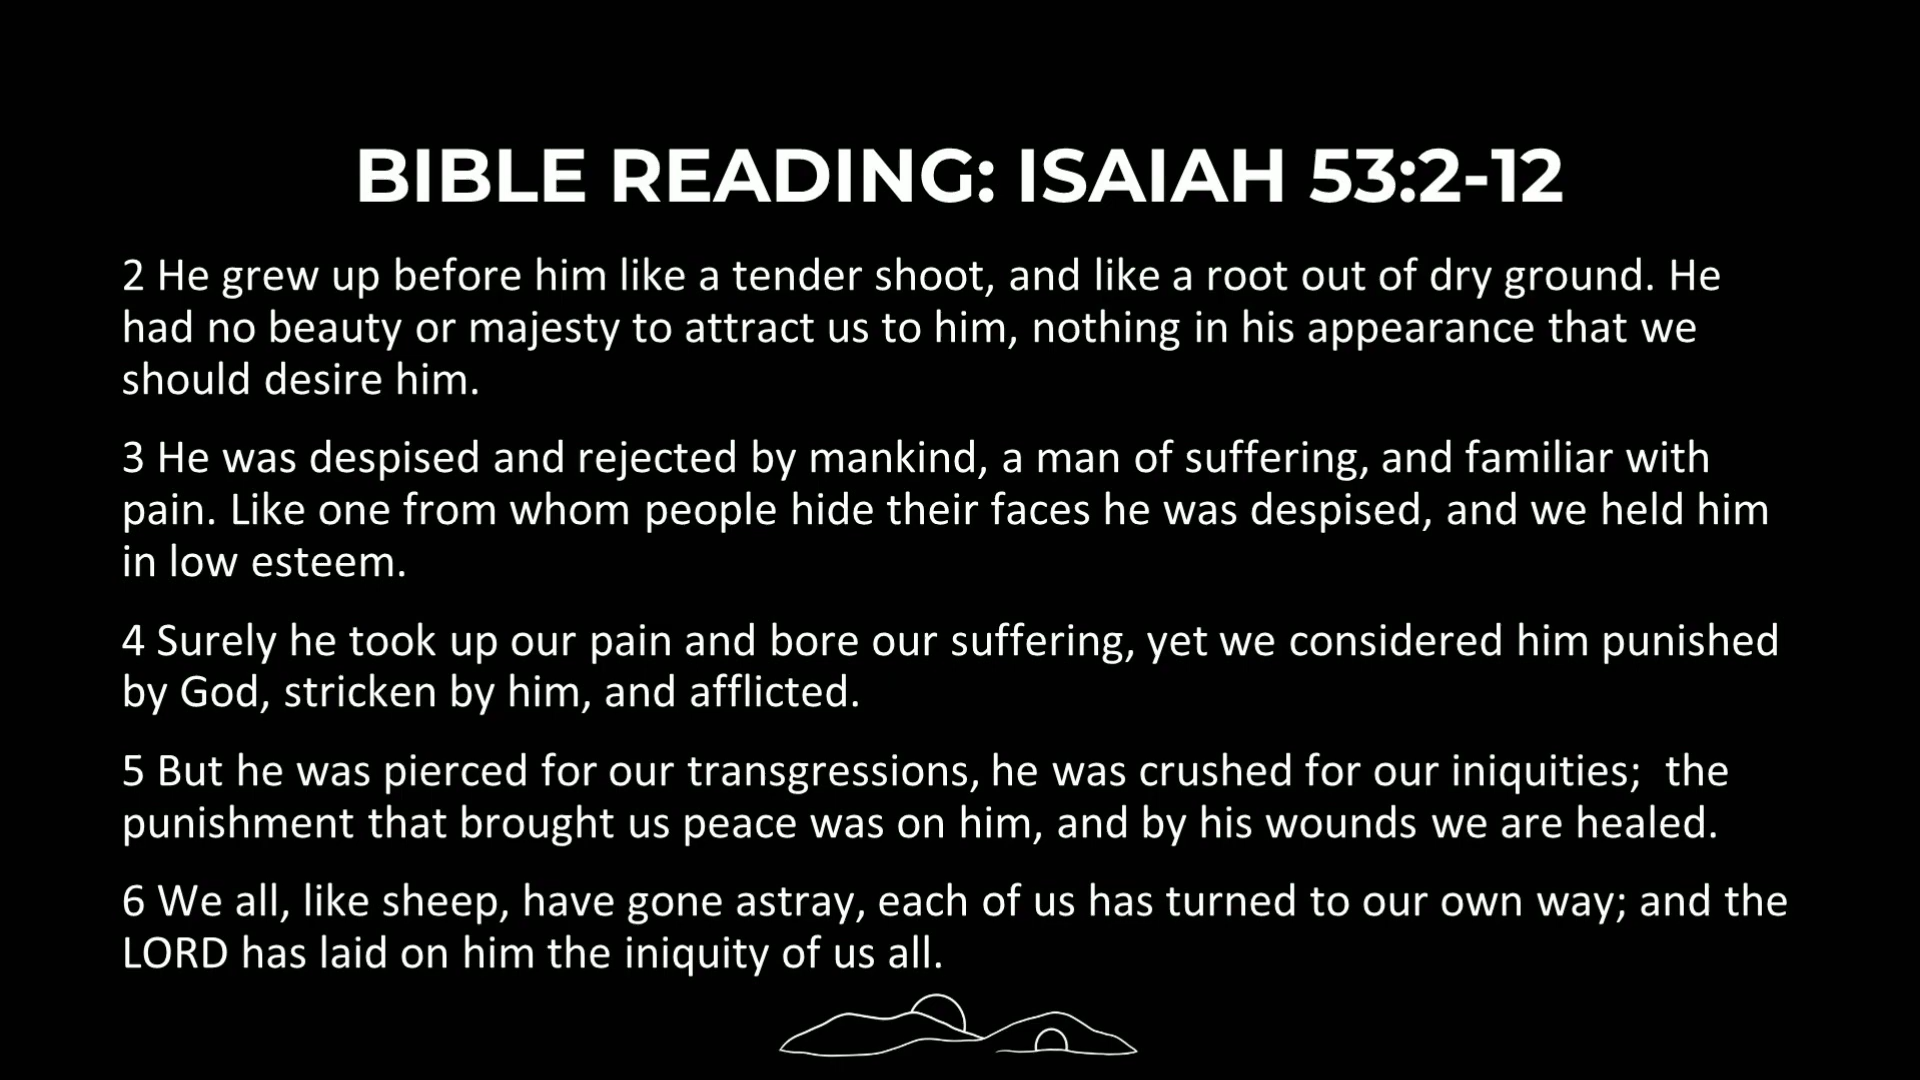 BIBLE READING: ISAIAH 53:2-12
2 He grew up before him like a tender shoot, and like a root out of dry ground. He
had no beauty or majesty to attract us to him, nothing in his appearance that we
should desire him.
3 He was despised and rejected by mankind, a man of suffering, and familiar with
pain. Like one from whom people hide their faces he was despised, and we held him
in low esteem.
4 Surely he took up our pain and bore our suffering, yet we considered him punished
by God, stricken by him, and afflicted.
5 But he was pierced for our transgressions, he was crushed for our iniquities;  the
punishment that brought us peace was on him, and by his wounds we are healed.
6 We all, like sheep, have gone astray, each of us has turned to our own way; and the
LORD has laid on him the iniquity of us all.